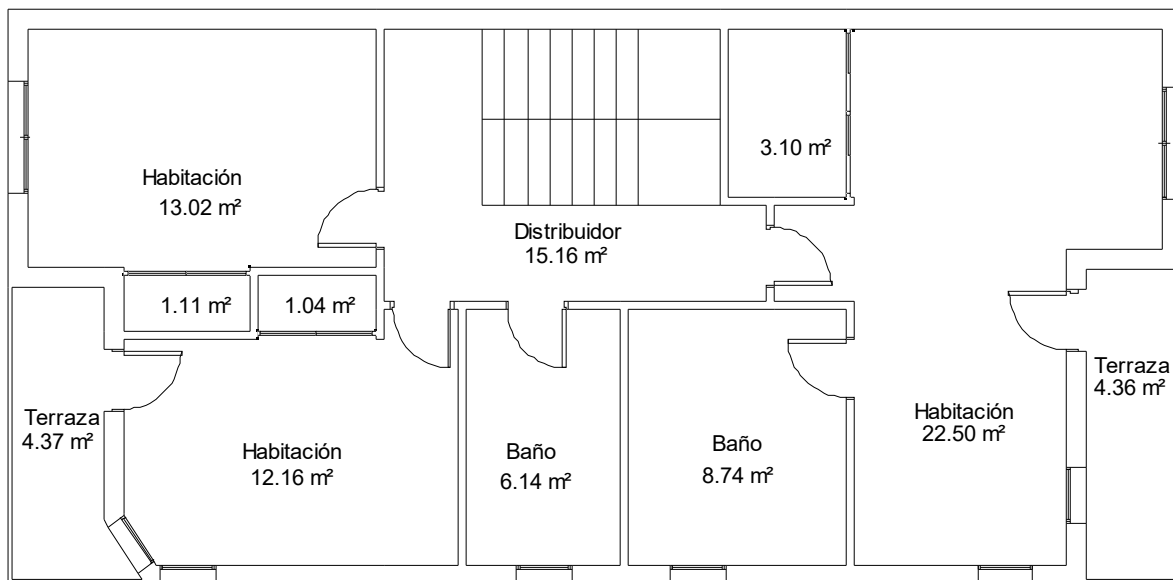 Habitación
13.02 m²
3.10 m²
Distribuidor
15.16 m²
1.11 m²
1.04 m²
Terraza
4.37 m²
Habitación
12.16 m²
Baño
6.14 m²
Baño
8.74 m²
Habitación
22.50 m²
Terraza
4.36 m²